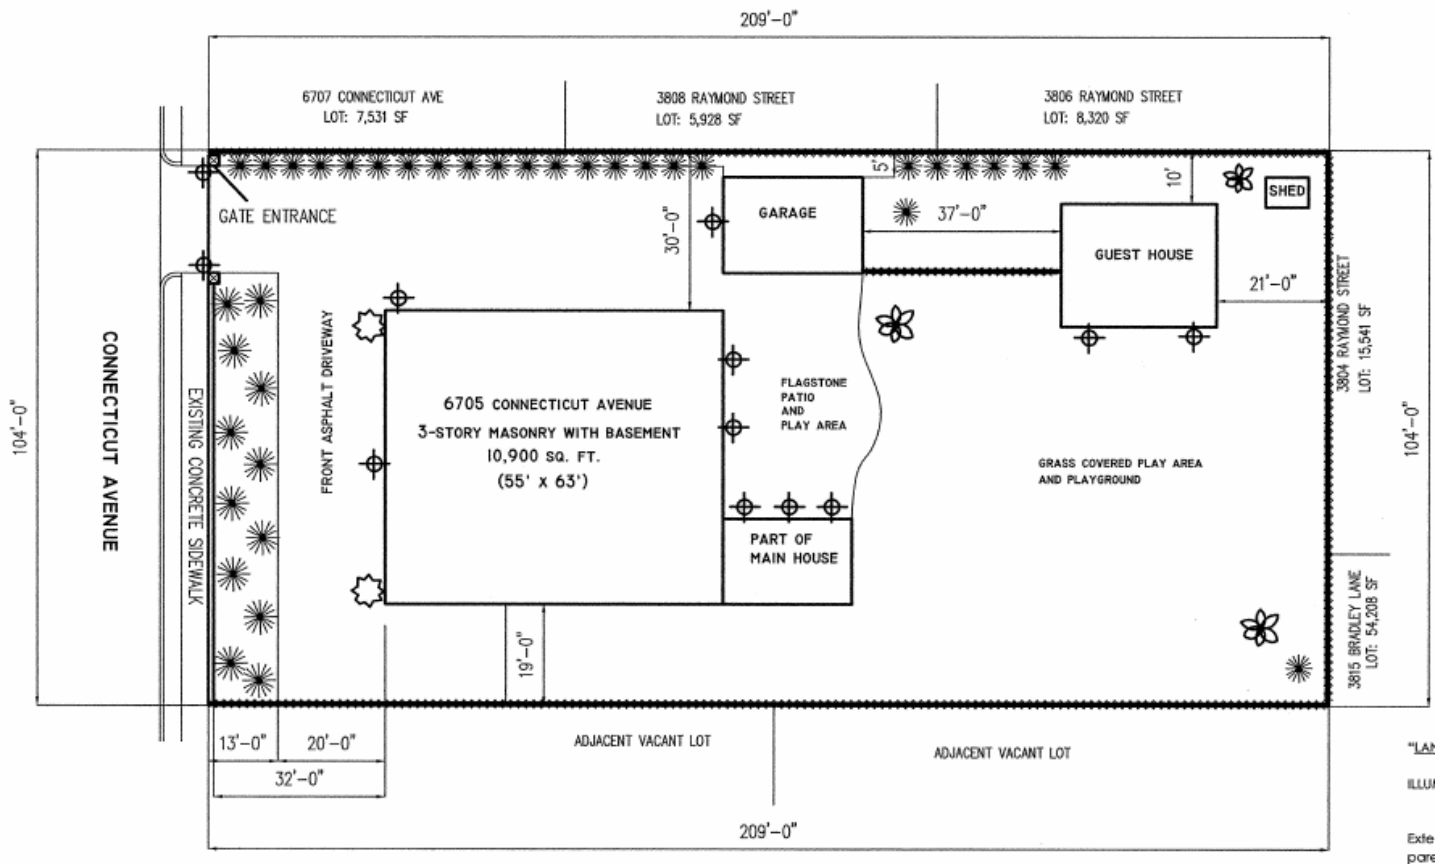 209'-0"
6707 CONNECTICUT AVE
LOT: 7,531 SF
3808 RAYMOND STREET
LOT: 5,928 SF
3806 RAYMOND STREET
LOT: 8,320 SF
GATE ENTRANCE
30'-0"
GARAGE
5'
37'-0"
10'
SHED
GUEST HOUSE
21'-0"
3804 RAYMOND STREET
LOT: 15,541 SF
104'-0"
CONNECTICUT AVENUE
EXISTING CONCRETE SIDEWALK
FRONT ASPHALT DRIVEWAY
6705 CONNECTICUT AVENUE
3-STORY MASONRY WITH BASEMENT
10,900 SQ. FT.
(55' x 63')
FLAGSTONE
PATIO
AND
PLAY AREA
GRASS COVERED PLAY AREA
AND PLAYGROUND
104'-0"
PART OF
MAIN HOUSE
19'-0"
3815 BRADLEY LANE
LOT: 54,208 SF
13'-0"
20'-0"
32'-0"
ADJACENT VACANT LOT
ADJACENT VACANT LOT
209'-0"
"LAN
ILLUM
Exte
pare